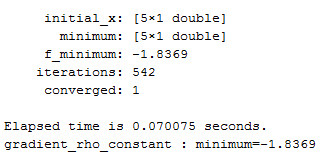 initial_x: [5×1 double]
minimum: [5×1 double]
f_minimum: -1.8369
iterations: 542
converged: 1
Elapsed time is 0.070075 seconds.
gradient_rho_constant : minimum=-1.8369